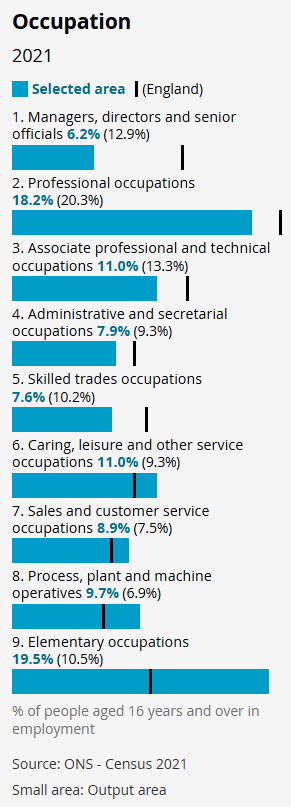 Occupation
2021
Selected area (England)
1. Managers, directors and senior
officials 6.2% (12.9%)
2. Professional occupations
18.2% (20.3%)
3. Associate professional and technical
occupations 11.0% (13.3%)
4. Administrative and secretarial
occupations 7.9% (9.3%)
5. Skilled trades occupations
7.6% (10.2%)
6. Caring, leisure and other service
occupations 11.0% (9.3%)
7. Sales and customer service
occupations 8.9% (7.5%)
8. Process, plant and machine
operatives 9.7% (6.9%)
9. Elementary occupations
19.5% (10.5%)
% of people aged 16 years and over in
employment
Source: ONS - Census 2021
Small area: Output area